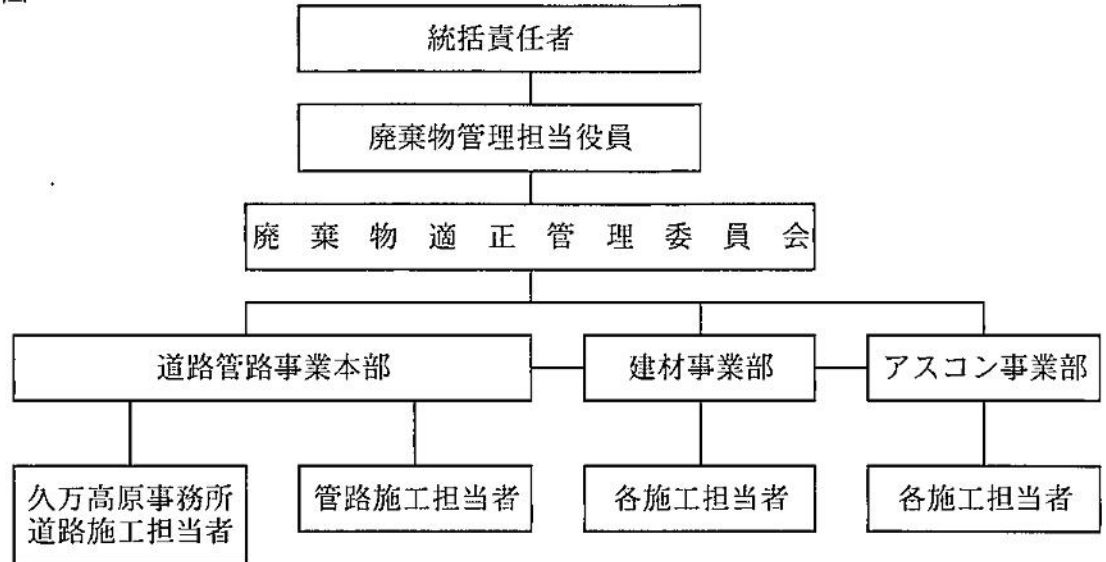 統括責任者
廃棄物管理担当役員
廃棄物適正管理委員会
道路管路事業本部
建材事業部
アスコン事業部
久万高原事務所
道路施工担当者
管路施工担当者
各施工担当者
各施工担当者